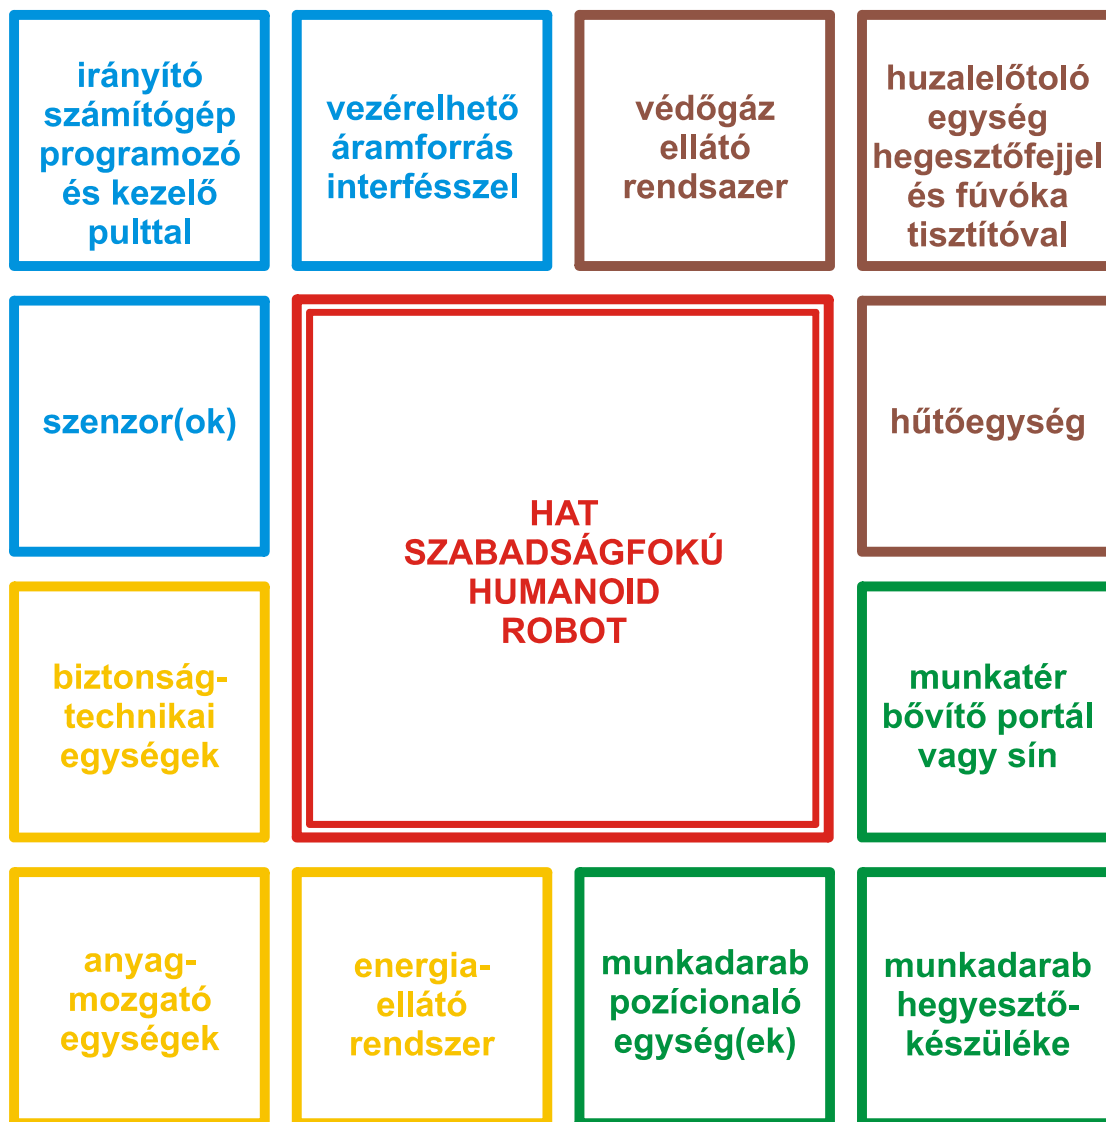 irányító
számítógép
programozó
és kezelő
pulttal
vezérelhető
áramforrás
interfésszel
védőgáz
ellátó
rendsazer
huzalelőtoló
egység
hegesztőfejjel
és fúvóka
tisztítóval
szenzor(ok)
HAT
SZABADSÁGFOKÚ
HUMANOID
ROBOT
hűtőegység
biztonság-
technikai
egységek
munkatér
bővítő portál
vagy sín
anyag-
mozgató
egységek
energia-
ellátó
rendszer
munkadarab
pozícionaló
egység(ek)
munkadarab
hegyesztő-
készüléke